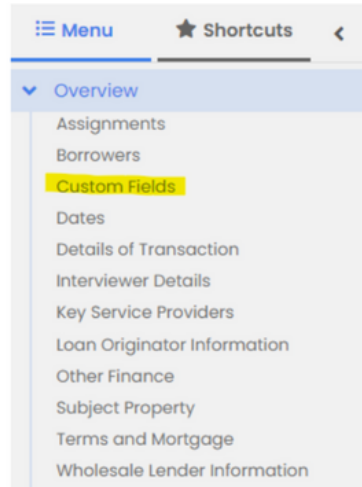 Menu Shortcuts
Overview
Assignments
Borrowers
Custom Fields
Dates
Details of Transaction
Interviewer Details
Key Service Providers
Loan Originator Information
Other Finance
Subject Property
Terms and Mortgage
Wholesale Lender Information